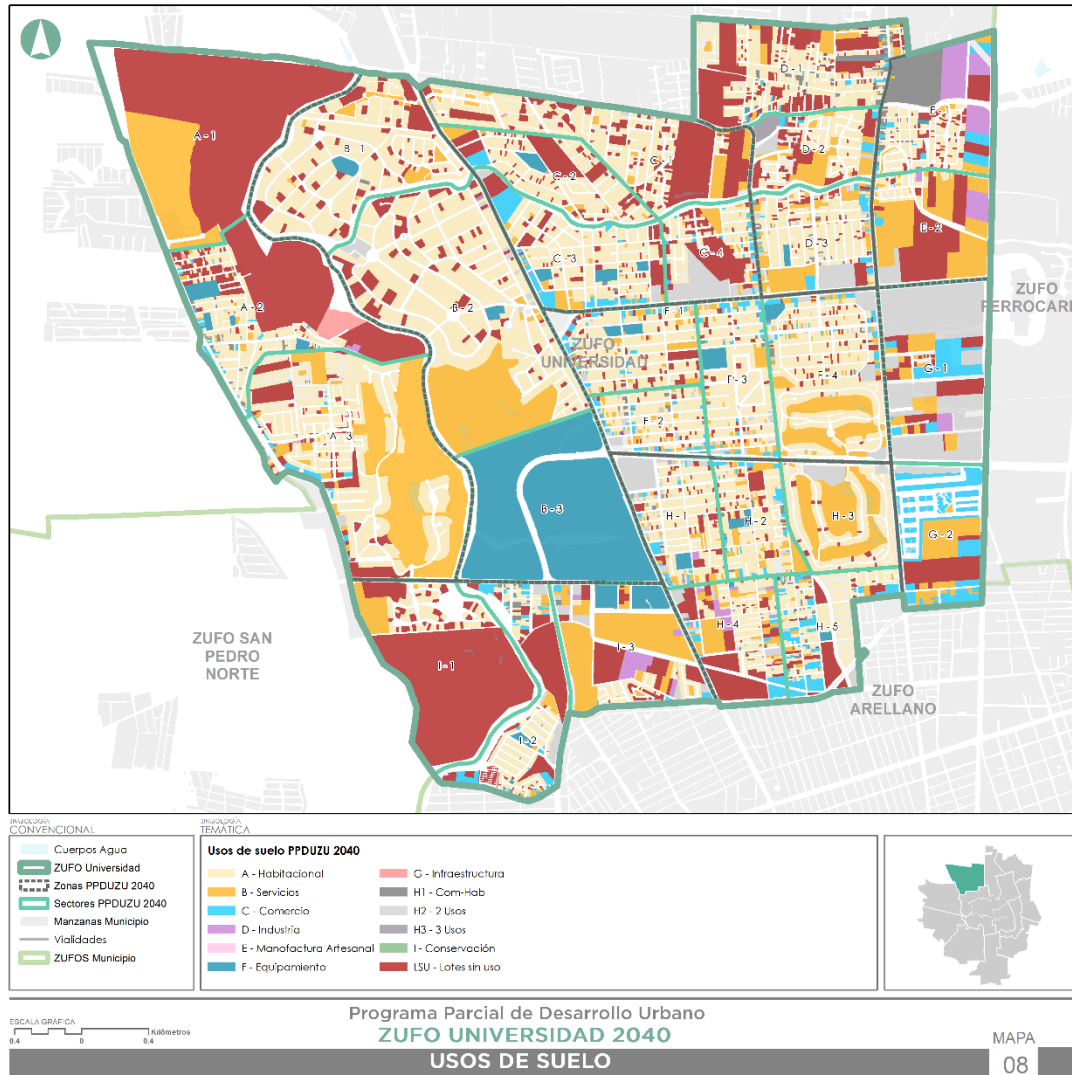 D - 1
E - 1
A - 1
B - 1
C - 1
D - 2
C - 2
E - 2
D - 3
C - 4
C - 3
ZUFO
FERROCARRI
A - 2
B - 2
F - 1
ZUFO
UNIVERSIDAD
F - 3
F - 4
G - 1
F - 2
A - 3
B - 3
H - 1
H - 2
H - 3
G - 2
ZUFO SAN
PEDRO
NORTE
H - 4
H - 5
I - 1
I - 3
ZUFO
ARELLANO
I - 2
SIMBOLOGÍA
CONVENCIONAL
Cuerpos Agua
ZUFO Universidad
Zonas PPDUZU 2040
Sectores PPDUZU 2040
Manzanas Municipio
Vialidades
ZUFOS Municipio
SIMBOLOGÍA
TEMÁTICA
Usos de suelo PPDUZU 2040
A - Habitacional
B - Servicios
C - Comercio
D - Industria
E - Manufactura Artesanal
F - Equipamiento
G - Infraestructura
H1 - Com-Hab
H2 - 2 Usos
H3 - 3 Usos
I - Conservación
LSU - Lotes sin uso
Programa Parcial de Desarrollo Urbano
ZUFO UNIVERSIDAD 2040
USOS DE SUELO
ESCALA GRÁFICA
Kilómetros
0.4 0 0.4
MAPA
08